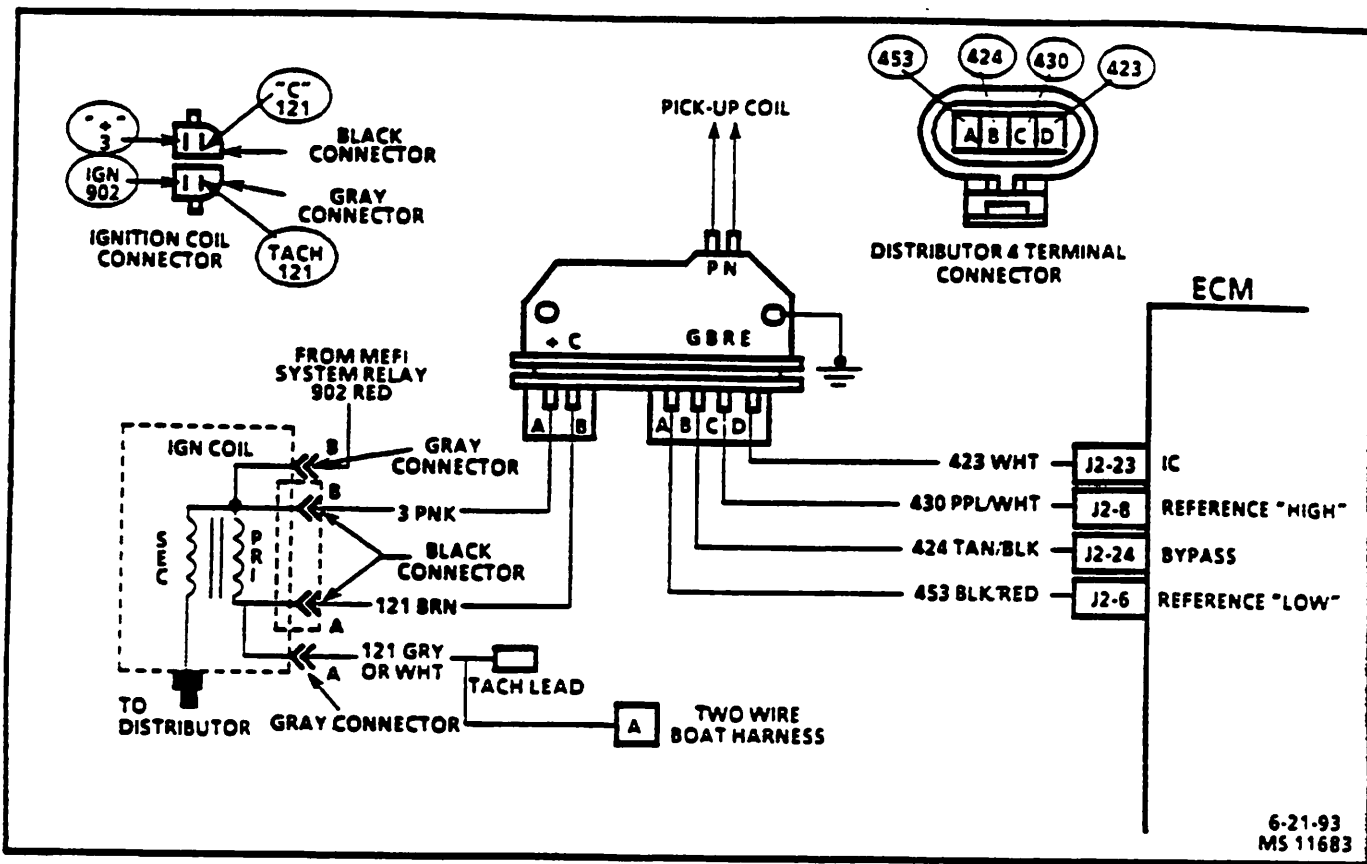 "+"
3
"C"
121
BLACK
CONNECTOR
IGN
902
GRAY
CONNECTOR
IGNITION COIL
CONNECTOR
TACH
121
PICK-UP COIL
P N
+ C
G B R E
A B
A B C D
453
424
430
423
A B C D
DISTRIBUTOR 4 TERMINAL
CONNECTOR
FROM MEFI
SYSTEM RELAY
902 RED
IGN COIL
B
GRAY
CONNECTOR
B
3 PNK
SEC
PRI
BLACK
CONNECTOR
121 BRN
A
121 GRY
OR WHT
A
TACH LEAD
TO
DISTRIBUTOR
GRAY CONNECTOR
A
TWO WIRE
BOAT HARNESS
ECM
423 WHT
J2-23
IC
430 PPL/WHT
J2-8
REFERENCE "HIGH"
424 TAN/BLK
J2-24
BYPASS
453 BLK/RED
J2-6
REFERENCE "LOW"
6-21-93
MS 11683